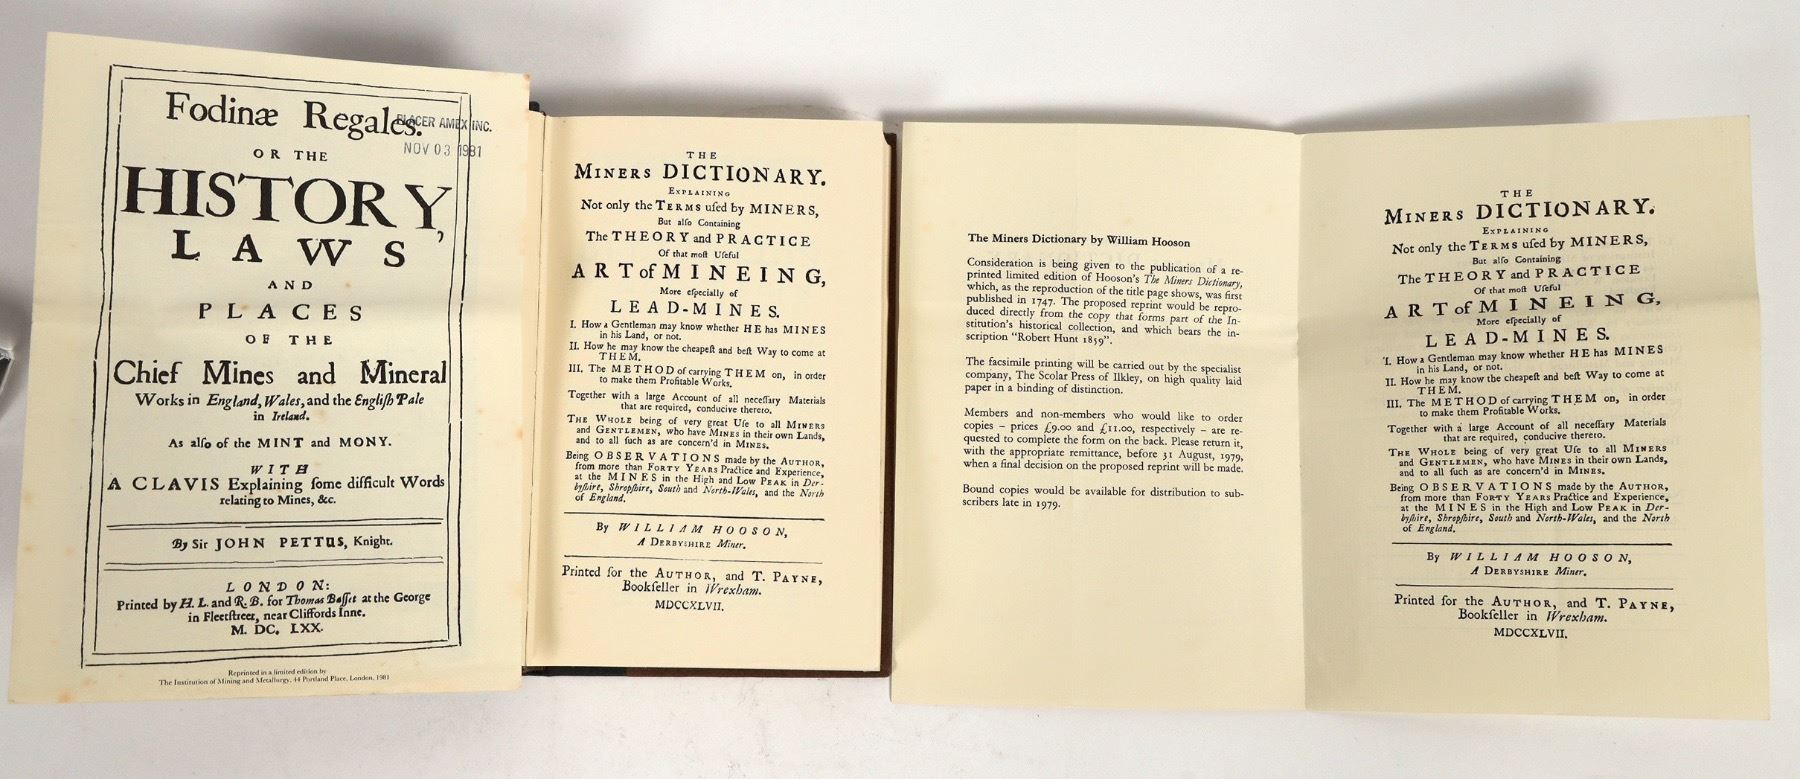 Fodinæ Regales.
PLACER AMEX INC.
NOV 03 1981
OR THE
HISTORY,
LAWS
AND
PLACES
OF THE
Chief Mines and Mineral
Works in England, Wales, and the Engliſh Pale
in Ireland.
As alſo of the MINT and MONY.
WITH
A CLAVIS Explaining ſome difficult Words
relating to Mines, &c.
By Sir JOHN PETTUS, Knight.
LONDON:
Printed by H. L. and R. B. for Thomas Baſſet at the George
in Fleetſtreet, near Cliffords Inne.
M. DC. LXX.
Reprinted in a limited edition by
The Institution of Mining and Metallurgy, 44 Portland Place, London, 1981
THE
MINERS DICTIONARY.
EXPLAINING
Not only the TERMS uſed by MINERS,
But alſo Containing
The THEORY and PRACTICE
Of that moſt Uſeful
ART of MINEING,
More eſpecially of
LEAD-MINES.
I. How a Gentleman may know whether HE has MINES
in his Land, or not.
II. How he may know the cheapeſt and beſt Way to come at
THEM.
III. The METHOD of carrying THEM on, in order
to make them Profitable Works.
Together with a large Account of all neceſſary Materials
that are required, conducive thereto.
THE WHOLE being of very great Uſe to all MINERS
and GENTLEMEN, who have MINES in their own Lands,
and to all ſuch as are concern'd in MINES.
Being OBSERVATIONS made by the AUTHOR,
from more than FORTY YEARS Practice and Experience,
at the MINES in the High and Low PEAK in Der-
byſhire, Shropſhire, South and North-Wales, and the North
of England.
By WILLIAM HOOSON,
A DERBYSHIRE Miner.
Printed for the AUTHOR, and T. PAYNE,
Bookſeller in Wrexham.
MDCCXLVII.
The Miners Dictionary by William Hooson
Consideration is being given to the publication of a re-
printed limited edition of Hooson's The Miners Dictionary,
which, as the reproduction of the title page shows, was first
published in 1747. The proposed reprint would be repro-
duced directly from the copy that forms part of the In-
stitution's historical collection, and which bears the in-
scription "Robert Hunt 1859".
The facsimile printing will be carried out by the specialist
company, The Scolar Press of Ilkley, on high quality laid
paper in a binding of distinction.
Members and non-members who would like to order
copies – prices £9.00 and £11.00, respectively – are re-
quested to complete the form on the back. Please return it,
with the appropriate remittance, before 31 August, 1979,
when a final decision on the proposed reprint will be made.
Bound copies would be available for distribution to sub-
scribers late in 1979.
THE
MINERS DICTIONARY.
EXPLAINING
Not only the TERMS uſed by MINERS,
But alſo Containing
The THEORY and PRACTICE
Of that moſt Uſeful
ART of MINEING,
More eſpecially of
LEAD-MINES.
I. How a Gentleman may know whether HE has MINES
in his Land, or not.
II. How he may know the cheapeſt and beſt Way to come at
THEM.
III. The METHOD of carrying THEM on, in order
to make them Profitable Works.
Together with a large Account of all neceſſary Materials
that are required, conducive thereto.
THE WHOLE being of very great Uſe to all MINERS
and GENTLEMEN, who have MINES in their own Lands,
and to all ſuch as are concern'd in MINES.
Being OBSERVATIONS made by the AUTHOR,
from more than FORTY YEARS Practice and Experience,
at the MINES in the High and Low PEAK in Der-
byſhire, Shropſhire, South and North-Wales, and the North
of England.
By WILLIAM HOOSON,
A DERBYSHIRE Miner.
Printed for the AUTHOR, and T. PAYNE,
Bookſeller in Wrexham.
MDCCXLVII.